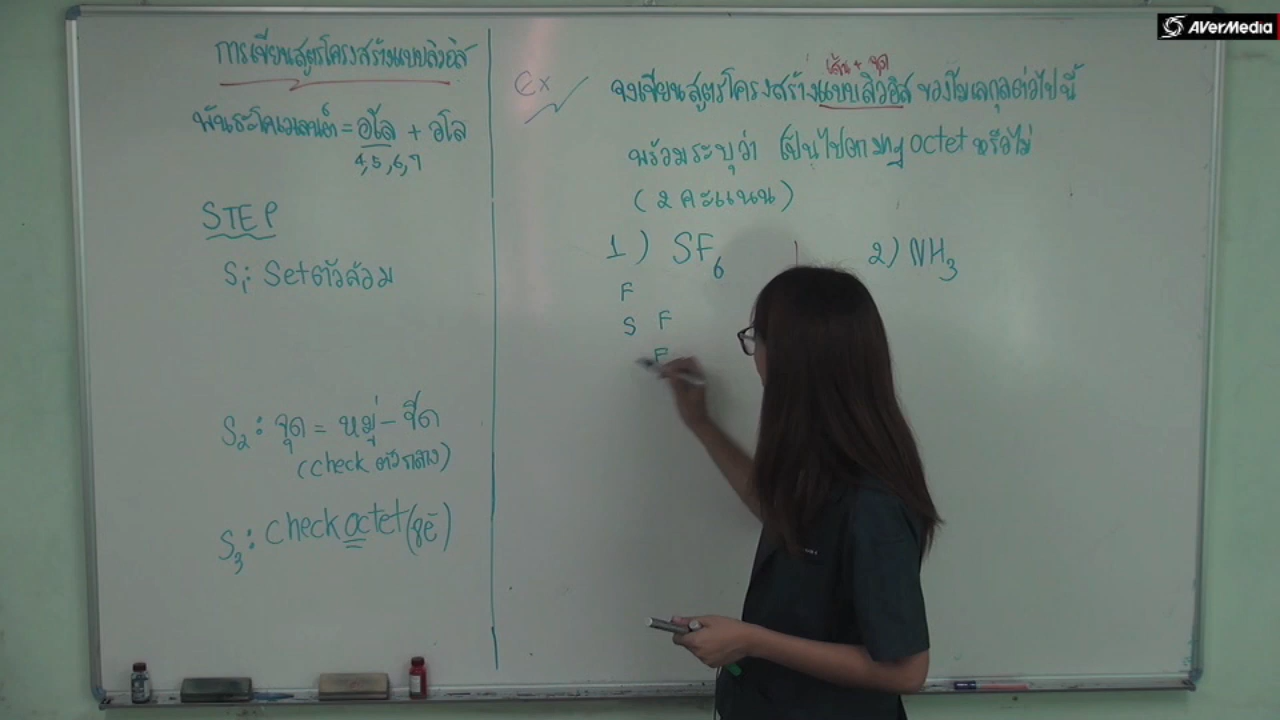 การเขียนสูตรโครงสร้างแบบลิวอิส
พันธะโคเวเลนต์ = อโล + อโล
4,5,6,7
STEP
S1: Setตัวล้อม
S2: จุด = หมู่ - ขีด
(check ตัวกลาง)
S3: check octet (8e-)
Ex
เส้น + จุด
จงเขียนสูตรโครงสร้างแบบลิวอิส ของโมเลกุลต่อไปนี้
พร้อมระบุว่า เป็นไปตามกฎ octet หรือไม่
(2 คะแนน)
1) SF6
2) NH3
F
S F
F
AVerMedia